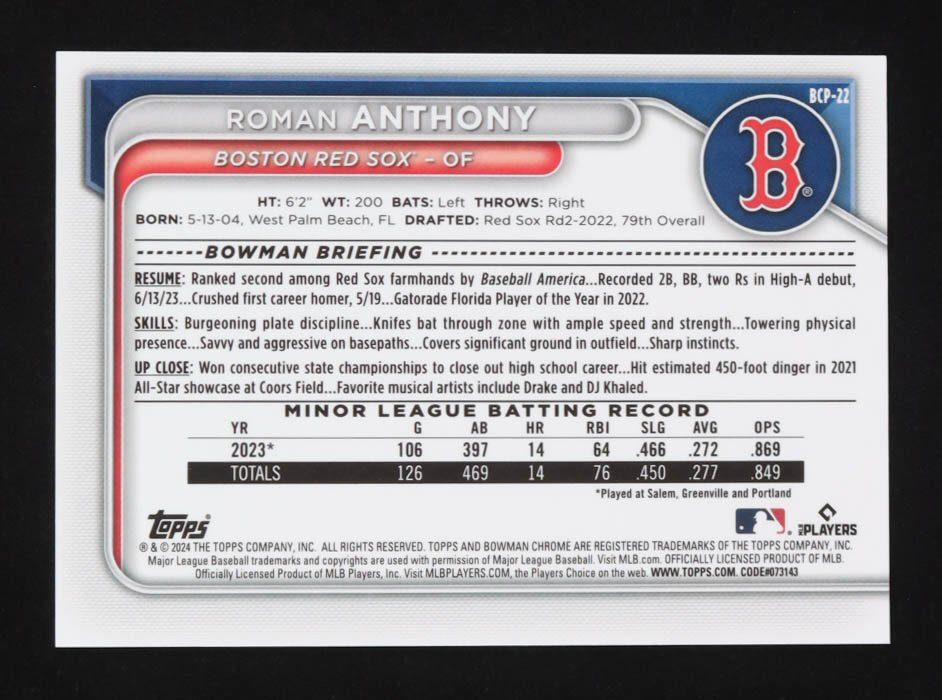 BCP-22
ROMAN ANTHONY
B®
BOSTON RED SOX® – OF
HT: 6'2" WT: 200 BATS: Left THROWS: Right
BORN: 5-13-04, West Palm Beach, FL DRAFTED: Red Sox Rd2-2022, 79th Overall
BOWMAN BRIEFING
RESUME: Ranked second among Red Sox farmhands by Baseball America...Recorded 2B, BB, two Rs in High-A debut,
6/13/23...Crushed first career homer, 5/19...Gatorade Florida Player of the Year in 2022.
SKILLS: Burgeoning plate discipline...Knifes bat through zone with ample speed and strength...Towering physical
presence...Savvy and aggressive on basepaths...Covers significant ground in outfield...Sharp instincts.
UP CLOSE: Won consecutive state championships to close out high school career...Hit estimated 450-foot dinger in 2021
All-Star showcase at Coors Field...Favorite musical artists include Drake and DJ Khaled.
MINOR LEAGUE BATTING RECORD
YR G AB HR RBI SLG AVG OPS
2023* 106 397 14 64 .466 .272 .869
TOTALS 126 469 14 76 .450 .277 .849
*Played at Salem, Greenville and Portland
Topps®
MLB PLAYERS
® & © 2024 THE TOPPS COMPANY, INC. ALL RIGHTS RESERVED. TOPPS AND BOWMAN CHROME ARE REGISTERED TRADEMARKS OF THE TOPPS COMPANY, INC.
Major League Baseball trademarks and copyrights are used with permission of Major League Baseball. Visit MLB.com. OFFICIALLY LICENSED PRODUCT OF MLB.
Officially Licensed Product of MLB Players, Inc. Visit MLBPLAYERS.COM, the Players Choice on the web. WWW.TOPPS.COM. CODE#073143